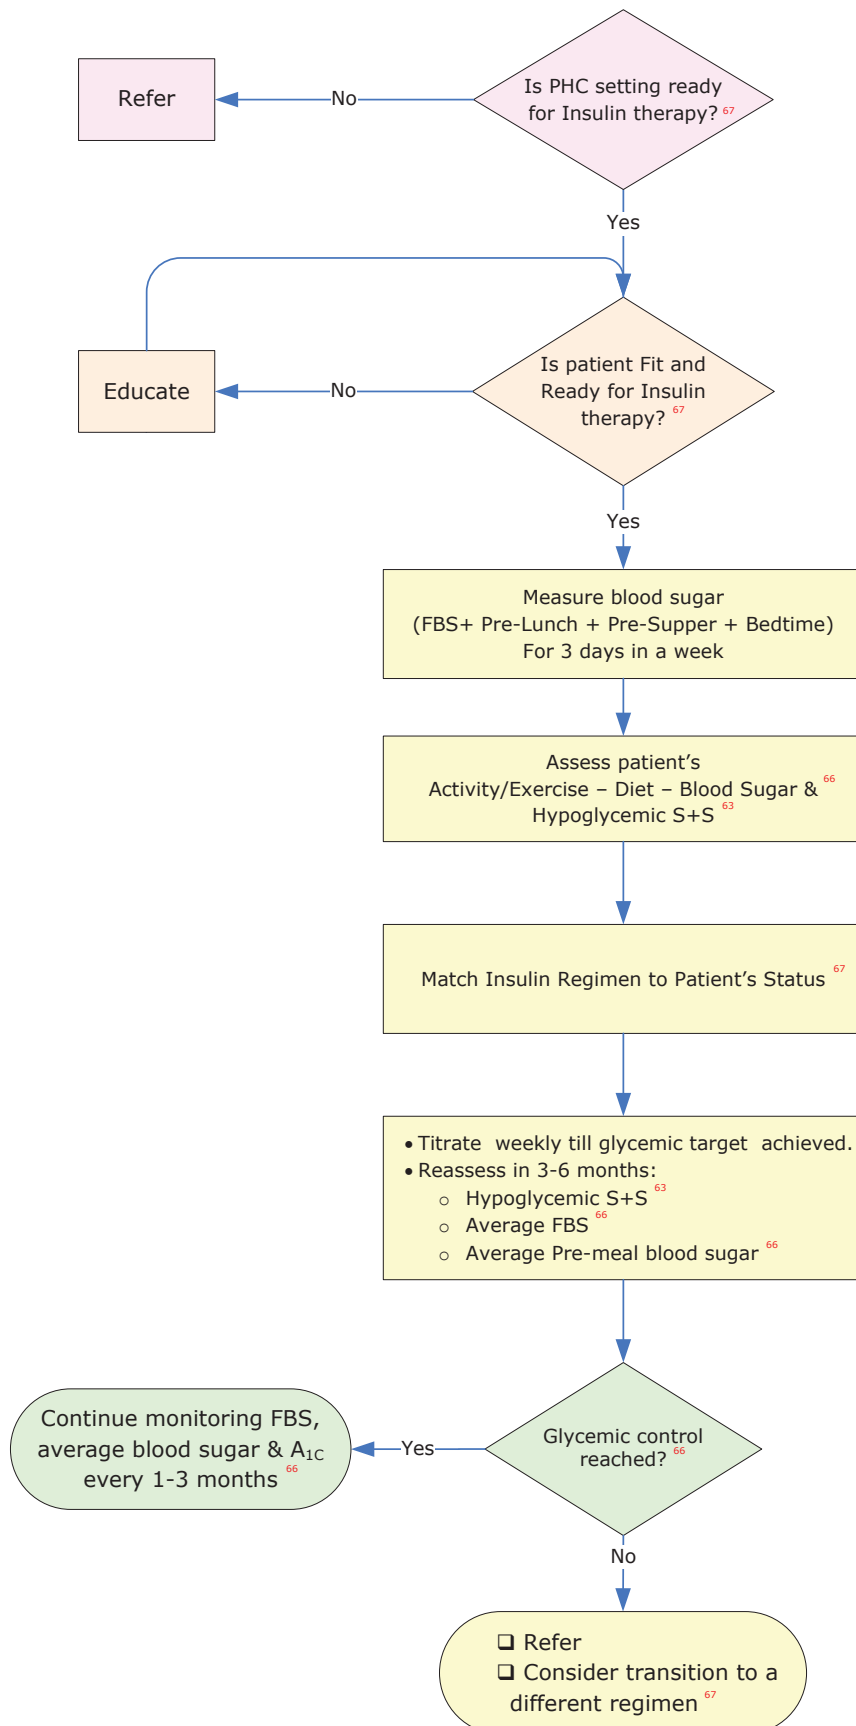 Is PHC setting ready
for Insulin therapy? 67
No
Refer
Yes
Is patient Fit and
Ready for Insulin
therapy? 67
No
Educate
Yes
Measure blood sugar
(FBS+ Pre-Lunch + Pre-Supper + Bedtime)
For 3 days in a week
Assess patient's
Activity/Exercise – Diet – Blood Sugar & 66
Hypoglycemic S+S 63
Match Insulin Regimen to Patient's Status 67
• Titrate weekly till glycemic target achieved.
• Reassess in 3-6 months:
o Hypoglycemic S+S 63
o Average FBS 66
o Average Pre-meal blood sugar 66
Glycemic control
reached? 66
Yes
Continue monitoring FBS,
average blood sugar & A1C
every 1-3 months 66
No
❑ Refer
❑ Consider transition to a
different regimen 67